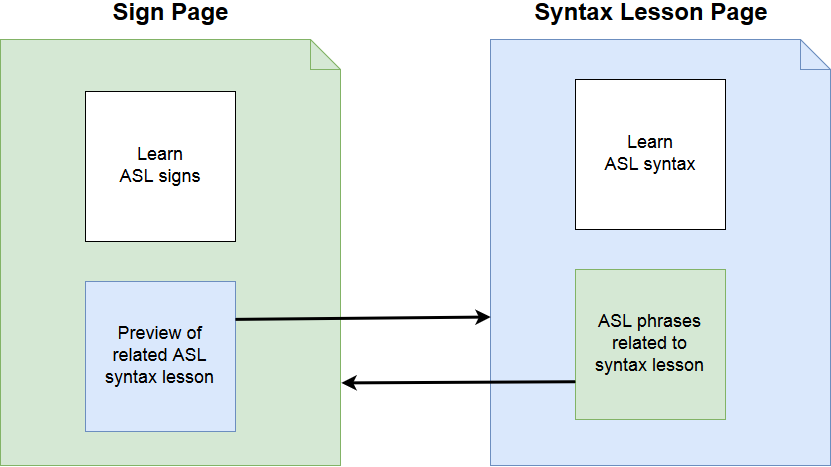 Sign Page
Syntax Lesson Page
Learn
ASL signs
Learn
ASL syntax
Preview of
related ASL
syntax lesson
ASL phrases
related to
syntax lesson